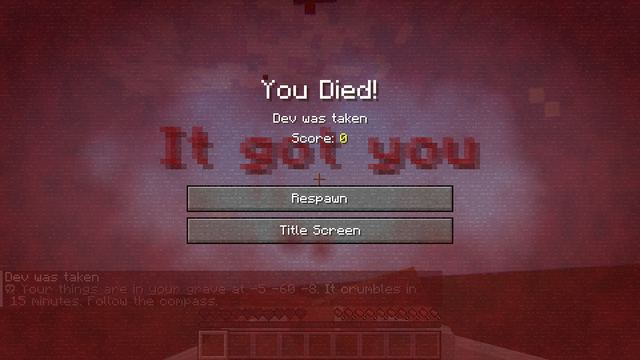 You Died!
Dev was taken
Score: 0
It got you
Respawn
Title Screen
Dev was taken
Your things are in your grave at -5 -60 -8. It crumbles in
15 minutes. Follow the compass.